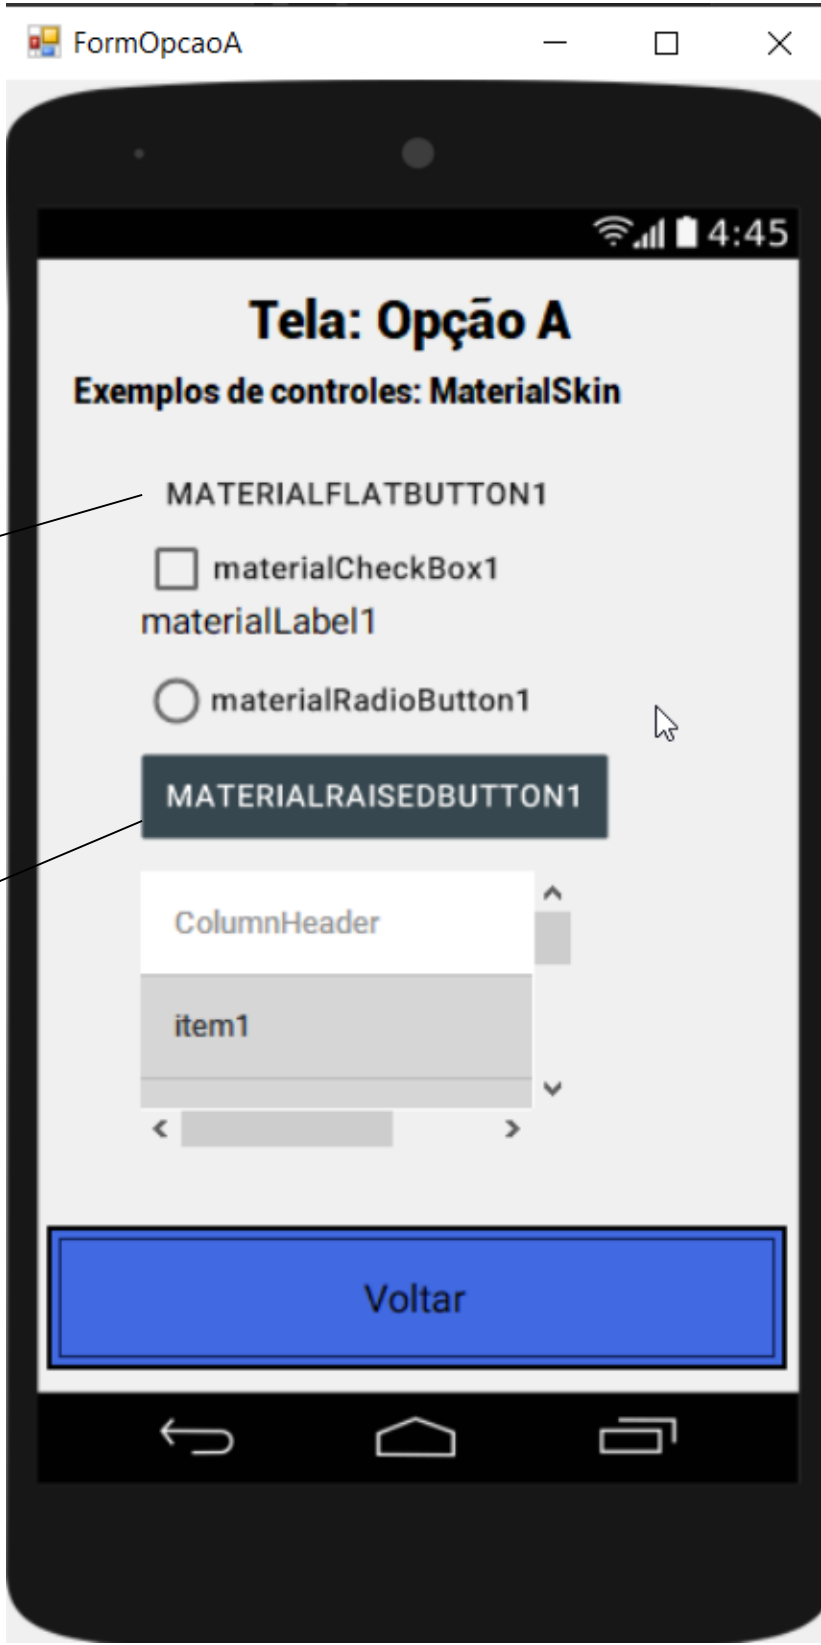 FormOpcaoA
4:45
Tela: Opção A
Exemplos de controles: MaterialSkin
MATERIALFLATBUTTON1
materialCheckBox1
materialLabel1
materialRadioButton1
MATERIALRAISEDBUTTON1
ColumnHeader
item1
Voltar